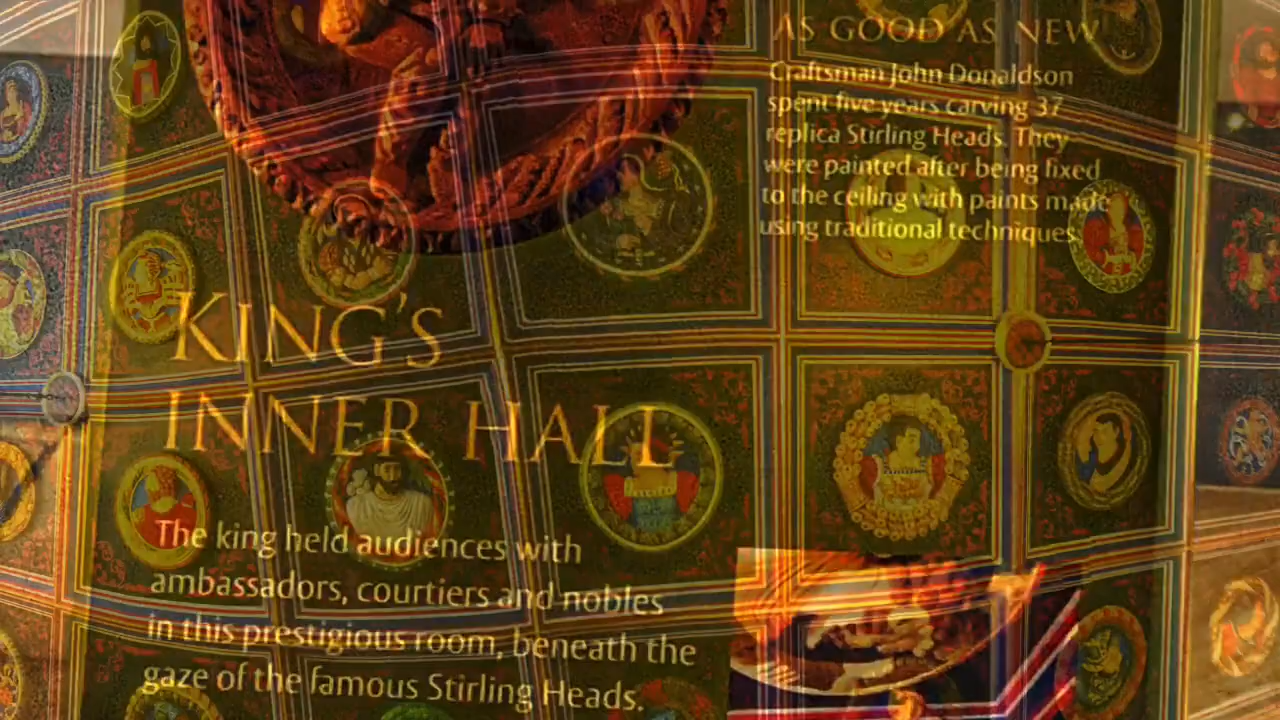 AS GOOD AS NEW
Craftsman John Donaldson
spent five years carving 37
replica Stirling Heads. They
were painted after being fixed
to the ceiling with paints made
using traditional techniques.
KING'S
INNER HALL
The king held audiences with
ambassadors, courtiers and nobles
in this prestigious room, beneath the
gaze of the famous Stirling Heads.